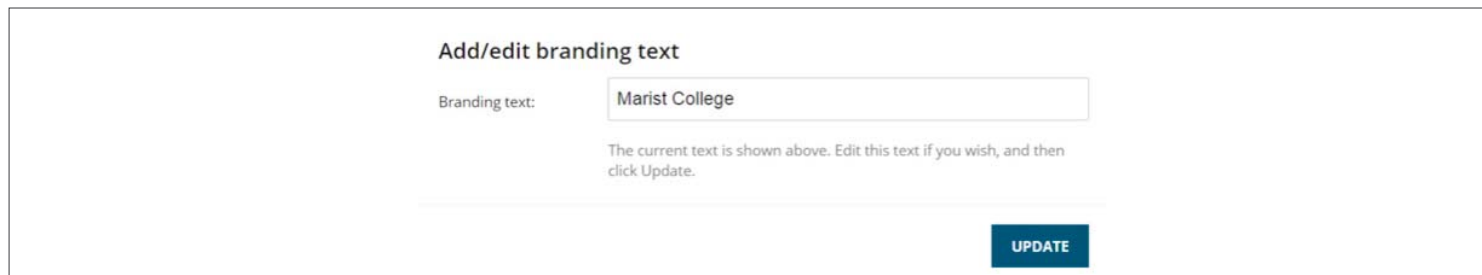 Add/edit branding text
Branding text:
Marist College
The current text is shown above. Edit this text if you wish, and then
click Update.
UPDATE